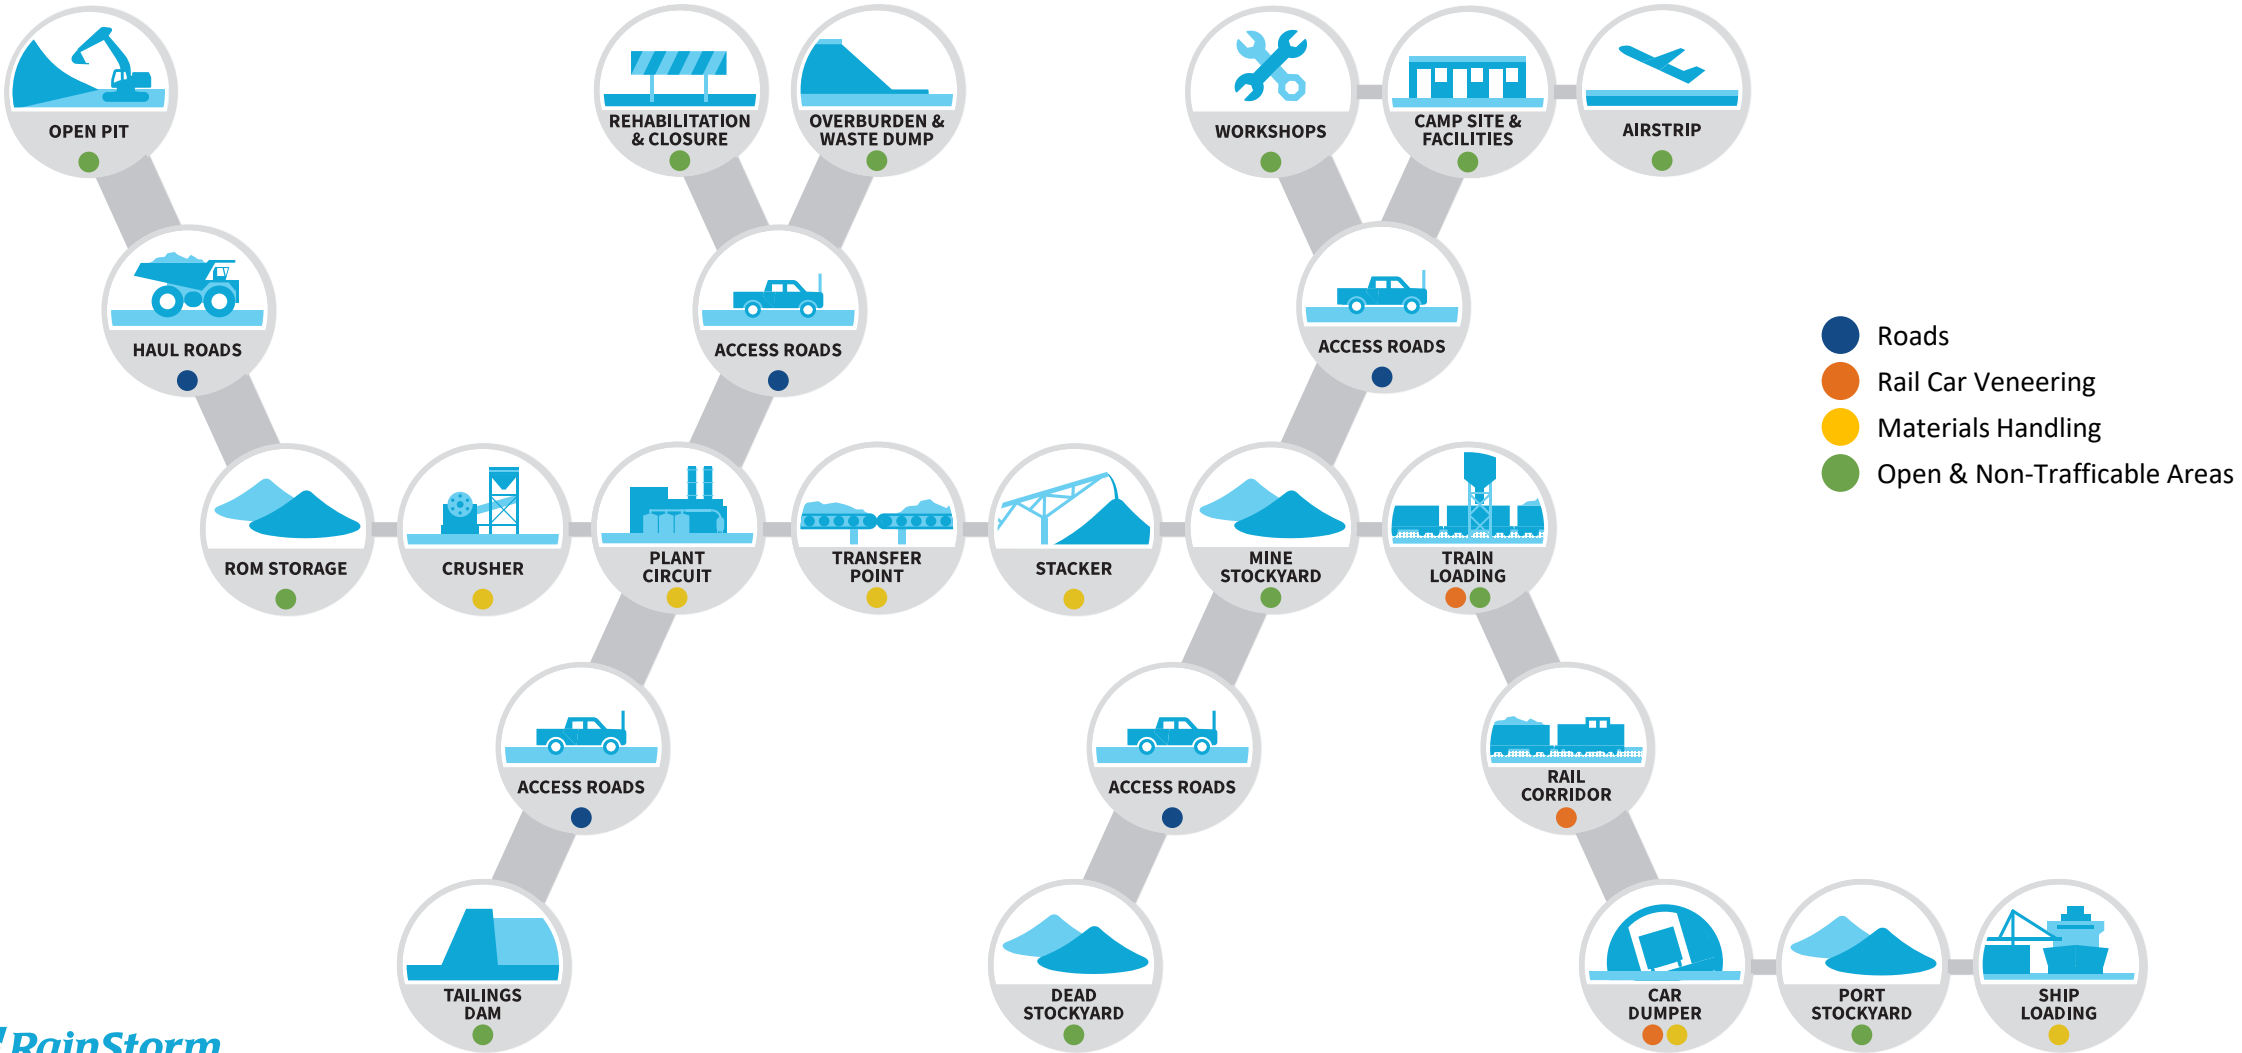 OPEN PIT
REHABILITATION
& CLOSURE
OVERBURDEN &
WASTE DUMP
WORKSHOPS
CAMP SITE &
FACILITIES
AIRSTRIP
HAUL ROADS
ACCESS ROADS
ACCESS ROADS
Roads
Rail Car Veneering
Materials Handling
Open & Non-Trafficable Areas
ROM STORAGE
CRUSHER
PLANT
CIRCUIT
TRANSFER
POINT
STACKER
MINE
STOCKYARD
TRAIN
LOADING
ACCESS ROADS
ACCESS ROADS
RAIL
CORRIDOR
TAILINGS
DAM
DEAD
STOCKYARD
CAR
DUMPER
PORT
STOCKYARD
SHIP
LOADING
RainStorm